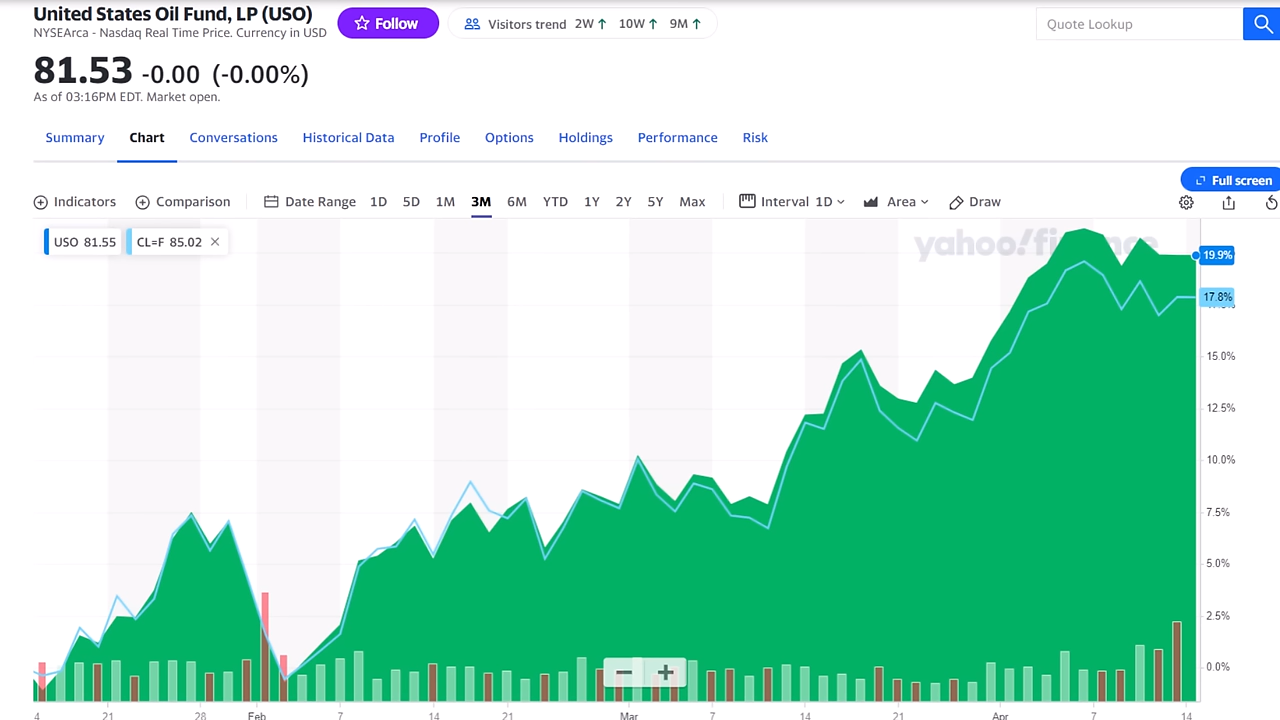 United States Oil Fund, LP (USO)
NYSEArca - Nasdaq Real Time Price. Currency in USD
Follow
Visitors trend 2W ↑ 10W ↑ 9M ↑
Quote Lookup
81.53 -0.00 (-0.00%)
As of 03:16PM EDT. Market open.
Summary Chart Conversations Historical Data Profile Options Holdings Performance Risk
Full screen
Indicators Comparison Date Range 1D 5D 1M 3M 6M YTD 1Y 2Y 5Y Max Interval 1D Area Draw
USO 81.55 CL=F 85.02
yahoo!finance
19.9%
17.8%
15.0%
12.5%
10.0%
7.5%
5.0%
2.5%
0.0%
4 21 28 Feb 7 14 21 Mar 7 14 21 Apr 7 14